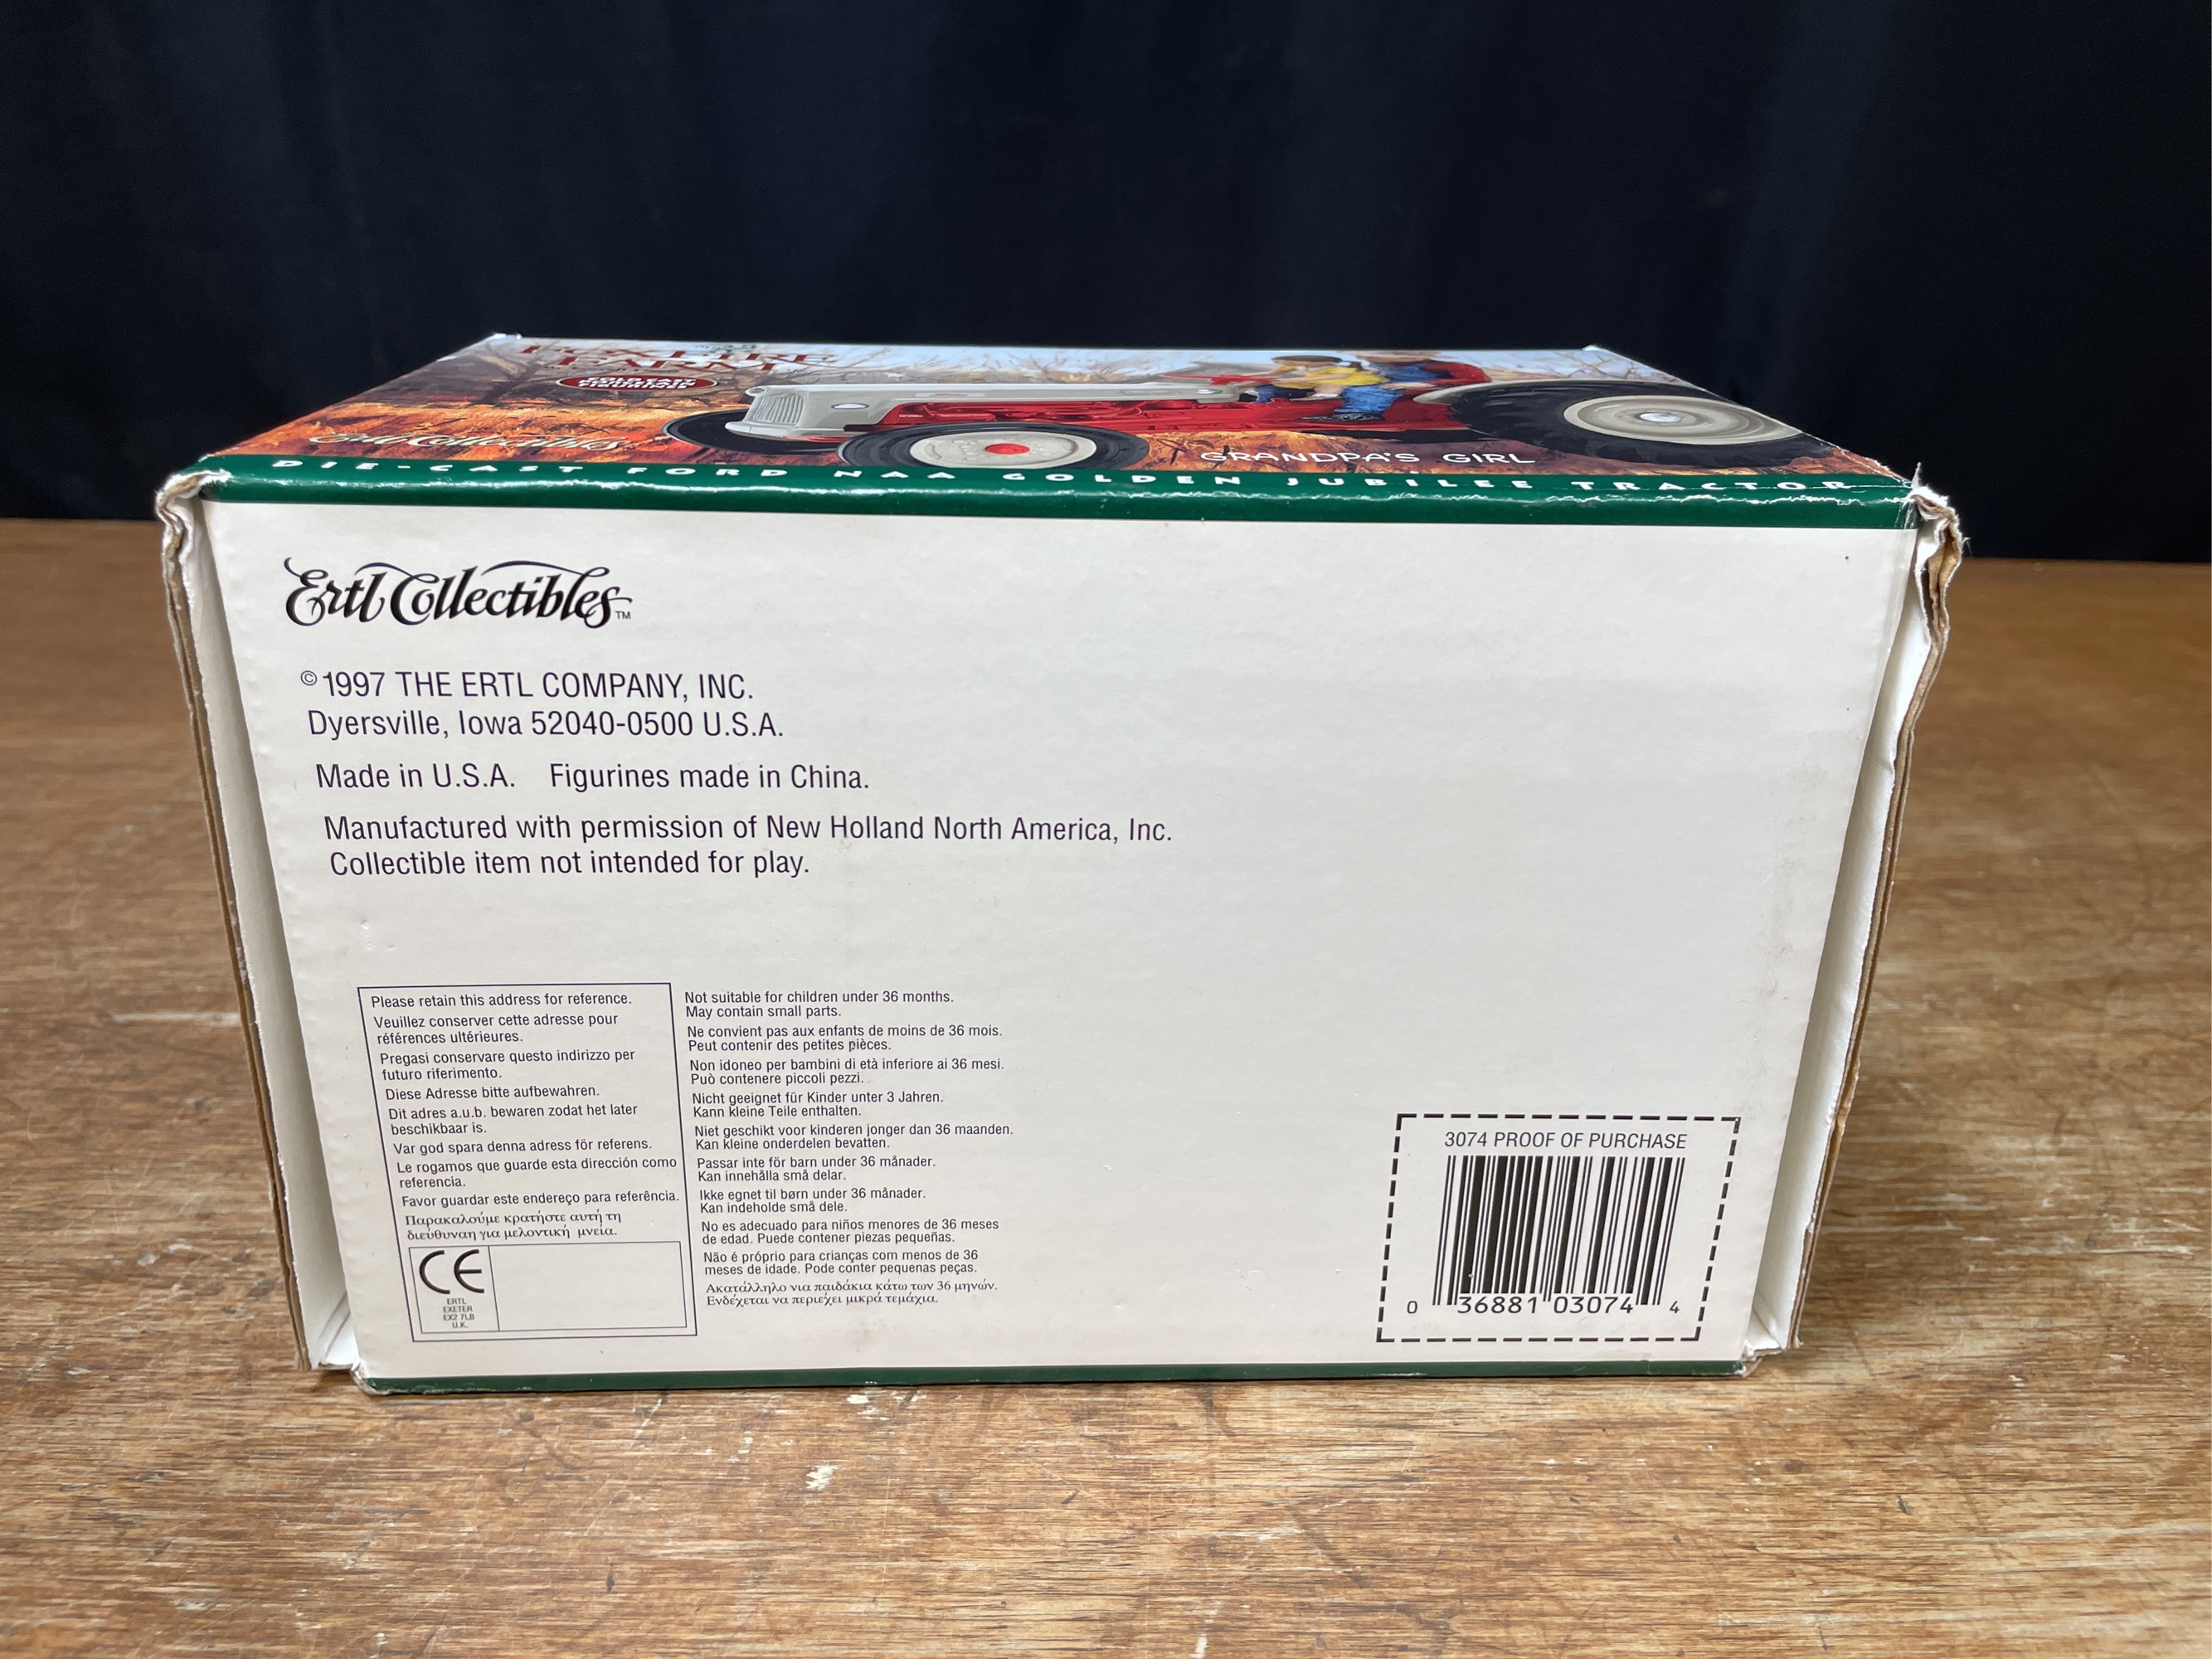 FOXFIRE
FARM
COLD CAST
FIGURINES
Ertl Collectibles
GRANDPA'S GIRL
DIE-CAST FORD NAA GOLDEN JUBILEE TRACTOR
Ertl Collectibles™
©1997 THE ERTL COMPANY, INC.
Dyersville, Iowa 52040-0500 U.S.A.
Made in U.S.A. Figurines made in China.
Manufactured with permission of New Holland North America, Inc.
Collectible item not intended for play.
Please retain this address for reference.
Veuillez conserver cette adresse pour
références ultérieures.
Pregasi conservare questo indirizzo per
futuro riferimento.
Diese Adresse bitte aufbewahren.
Dit adres a.u.b. bewaren zodat het later
beschikbaar is.
Var god spara denna adress för referens.
Le rogamos que guarde esta dirección como
referencia.
Favor guardar este endereço para referência.
Παρακαλούμε κρατήστε αυτή τη
διεύθυναη για μελοντική μνεία.
CE
ERTL
EXETER
EX2 7LB
U.K.
Not suitable for children under 36 months.
May contain small parts.
Ne convient pas aux enfants de moins de 36 mois.
Peut contenir des petites pièces.
Non idoneo per bambini di età inferiore ai 36 mesi.
Può contenere piccoli pezzi.
Nicht geeignet für Kinder unter 3 Jahren.
Kann kleine Teile enthalten.
Niet geschikt voor kinderen jonger dan 36 maanden.
Kan kleine onderdelen bevatten.
Passar inte för barn under 36 månader.
Kan innehålla små delar.
Ikke egnet til børn under 36 månader.
Kan indeholde små dele.
No es adecuado para niños menores de 36 meses
de edad. Puede contener piezas pequeñas.
Não é próprio para crianças com menos de 36
meses de idade. Pode conter pequenas peças.
Ακατάλληλο για παιδάκια κάτω των 36 μηνών.
Ενδέχεται να περιέχει μικρά τεμάχια.
3074 PROOF OF PURCHASE
0 36881 03074 4